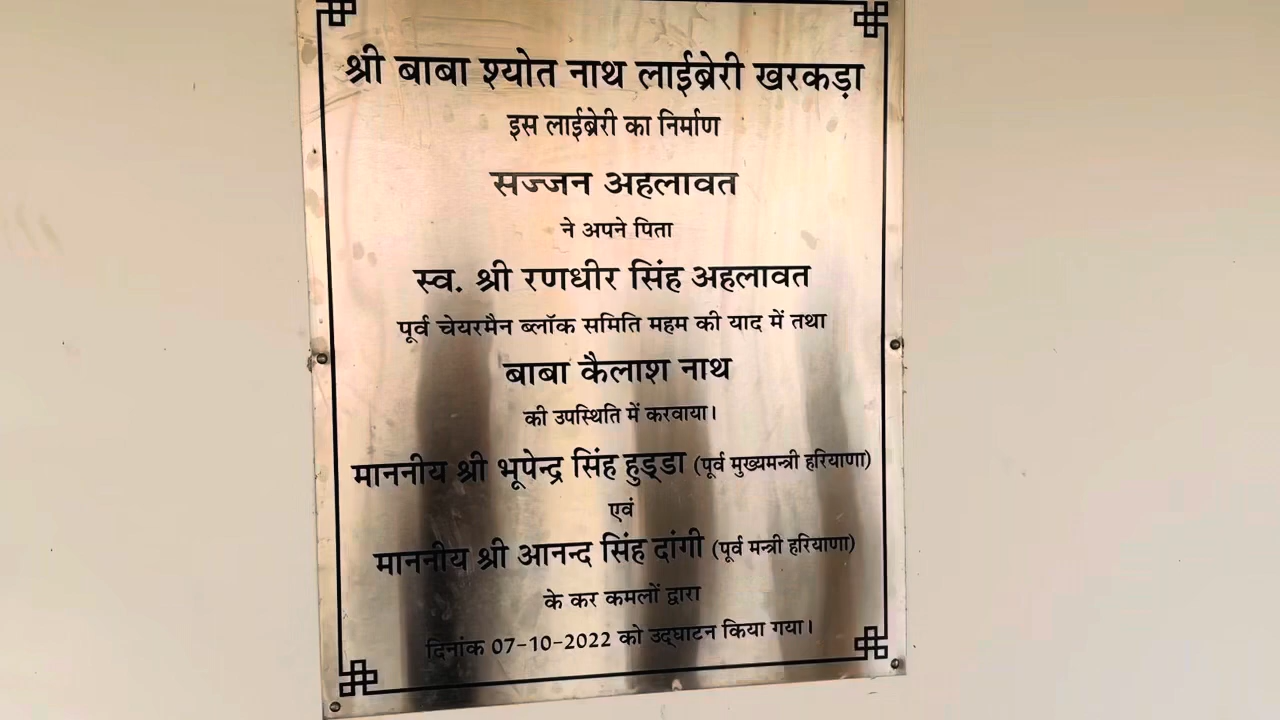 श्री बाबा श्योत नाथ लाईब्रेरी खरकड़ा
इस लाईब्रेरी का निर्माण
सज्जन अहलावत
ने अपने पिता
स्व. श्री रणधीर सिंह अहलावत
पूर्व चेयरमैन ब्लॉक समिति महम की याद में तथा
बाबा कैलाश नाथ
की उपस्थिति में करवाया।
माननीय श्री भूपेन्द्र सिंह हुड्डा (पूर्व मुख्यमन्त्री हरियाणा)
एवं
माननीय श्री आनन्द सिंह दांगी (पूर्व मन्त्री हरियाणा)
के कर कमलों द्वारा
दिनांक 07-10-2022 को उद्घाटन किया गया।